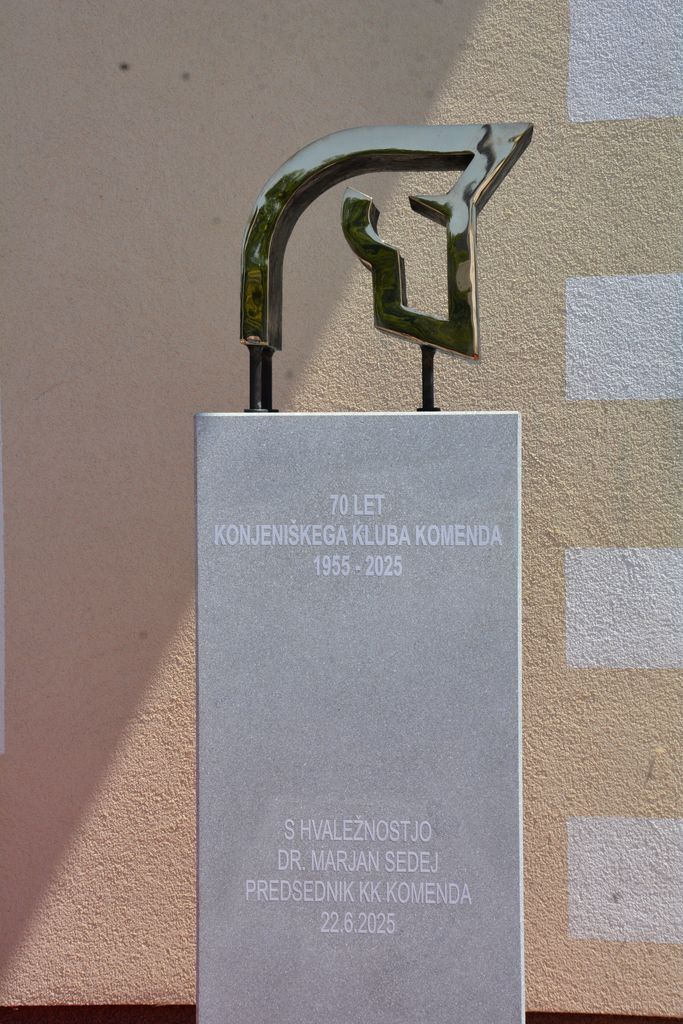 70 LET
KONJENIŠKEGA KLUBA KOMENDA
1955 - 2025
S HVALEŽNOSTJO
DR. MARJAN SEDEJ
PREDSEDNIK KK KOMENDA
22.6.2025